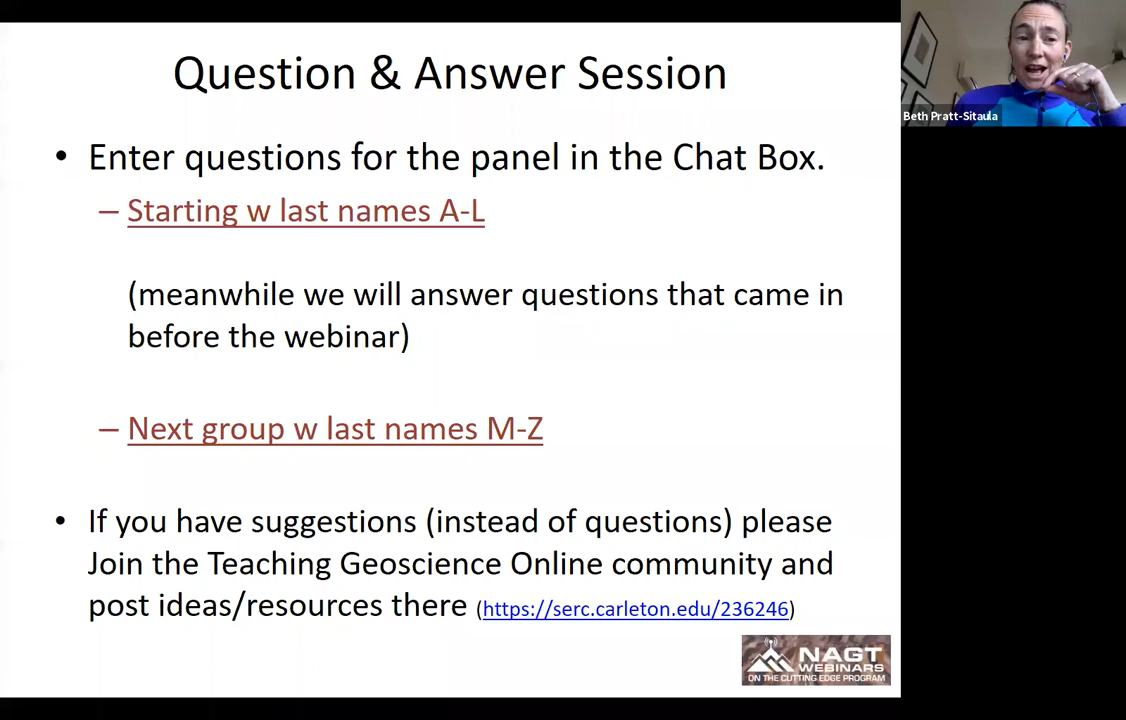 Question & Answer Session
• Enter questions for the panel in the Chat Box.
– Starting w last names A-L
(meanwhile we will answer questions that came in
before the webinar)
– Next group w last names M-Z
• If you have suggestions (instead of questions) please
Join the Teaching Geoscience Online community and
post ideas/resources there (https://serc.carleton.edu/236246)
NAGT
WEBINARS
ON THE CUTTING EDGE PROGRAM
Beth Pratt-Sitaula